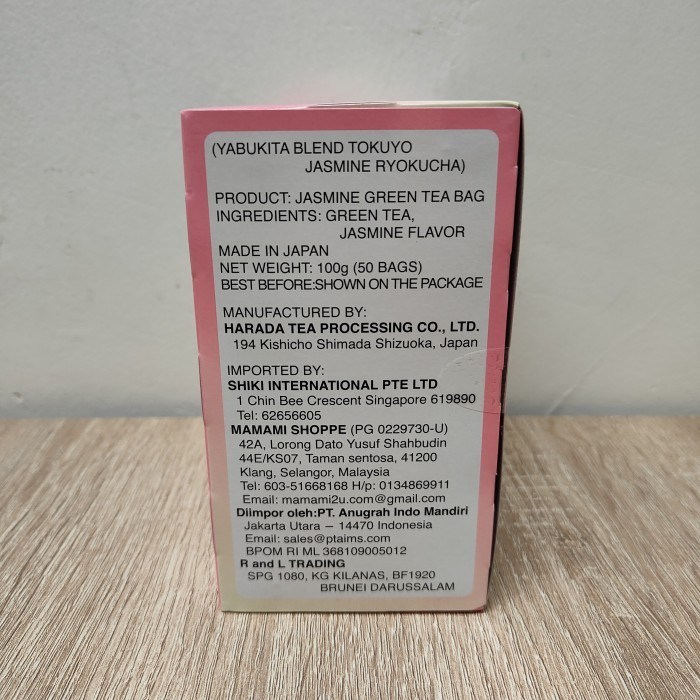 (YABUKITA BLEND TOKUYO
JASMINE RYOKUCHA)
PRODUCT: JASMINE GREEN TEA BAG
INGREDIENTS: GREEN TEA,
JASMINE FLAVOR
MADE IN JAPAN
NET WEIGHT: 100g (50 BAGS)
BEST BEFORE:SHOWN ON THE PACKAGE
MANUFACTURED BY:
HARADA TEA PROCESSING CO., LTD.
194 Kishicho Shimada Shizuoka, Japan
IMPORTED BY:
SHIKI INTERNATIONAL PTE LTD
1 Chin Bee Crescent Singapore 619890
Tel: 62656605
MAMAMI SHOPPE (PG 0229730-U)
42A, Lorong Dato Yusuf Shahbudin
44E/KS07, Taman sentosa, 41200
Klang, Selangor, Malaysia
Tel: 603-51668168 H/p: 0134869911
Email: mamami2u.com@gmail.com
Diimpor oleh:PT. Anugrah Indo Mandiri
Jakarta Utara – 14470 Indonesia
Email: sales@ptaims.com
BPOM RI ML 368109005012
R and L TRADING
SPG 1080, KG KILANAS, BF1920
BRUNEI DARUSSALAM